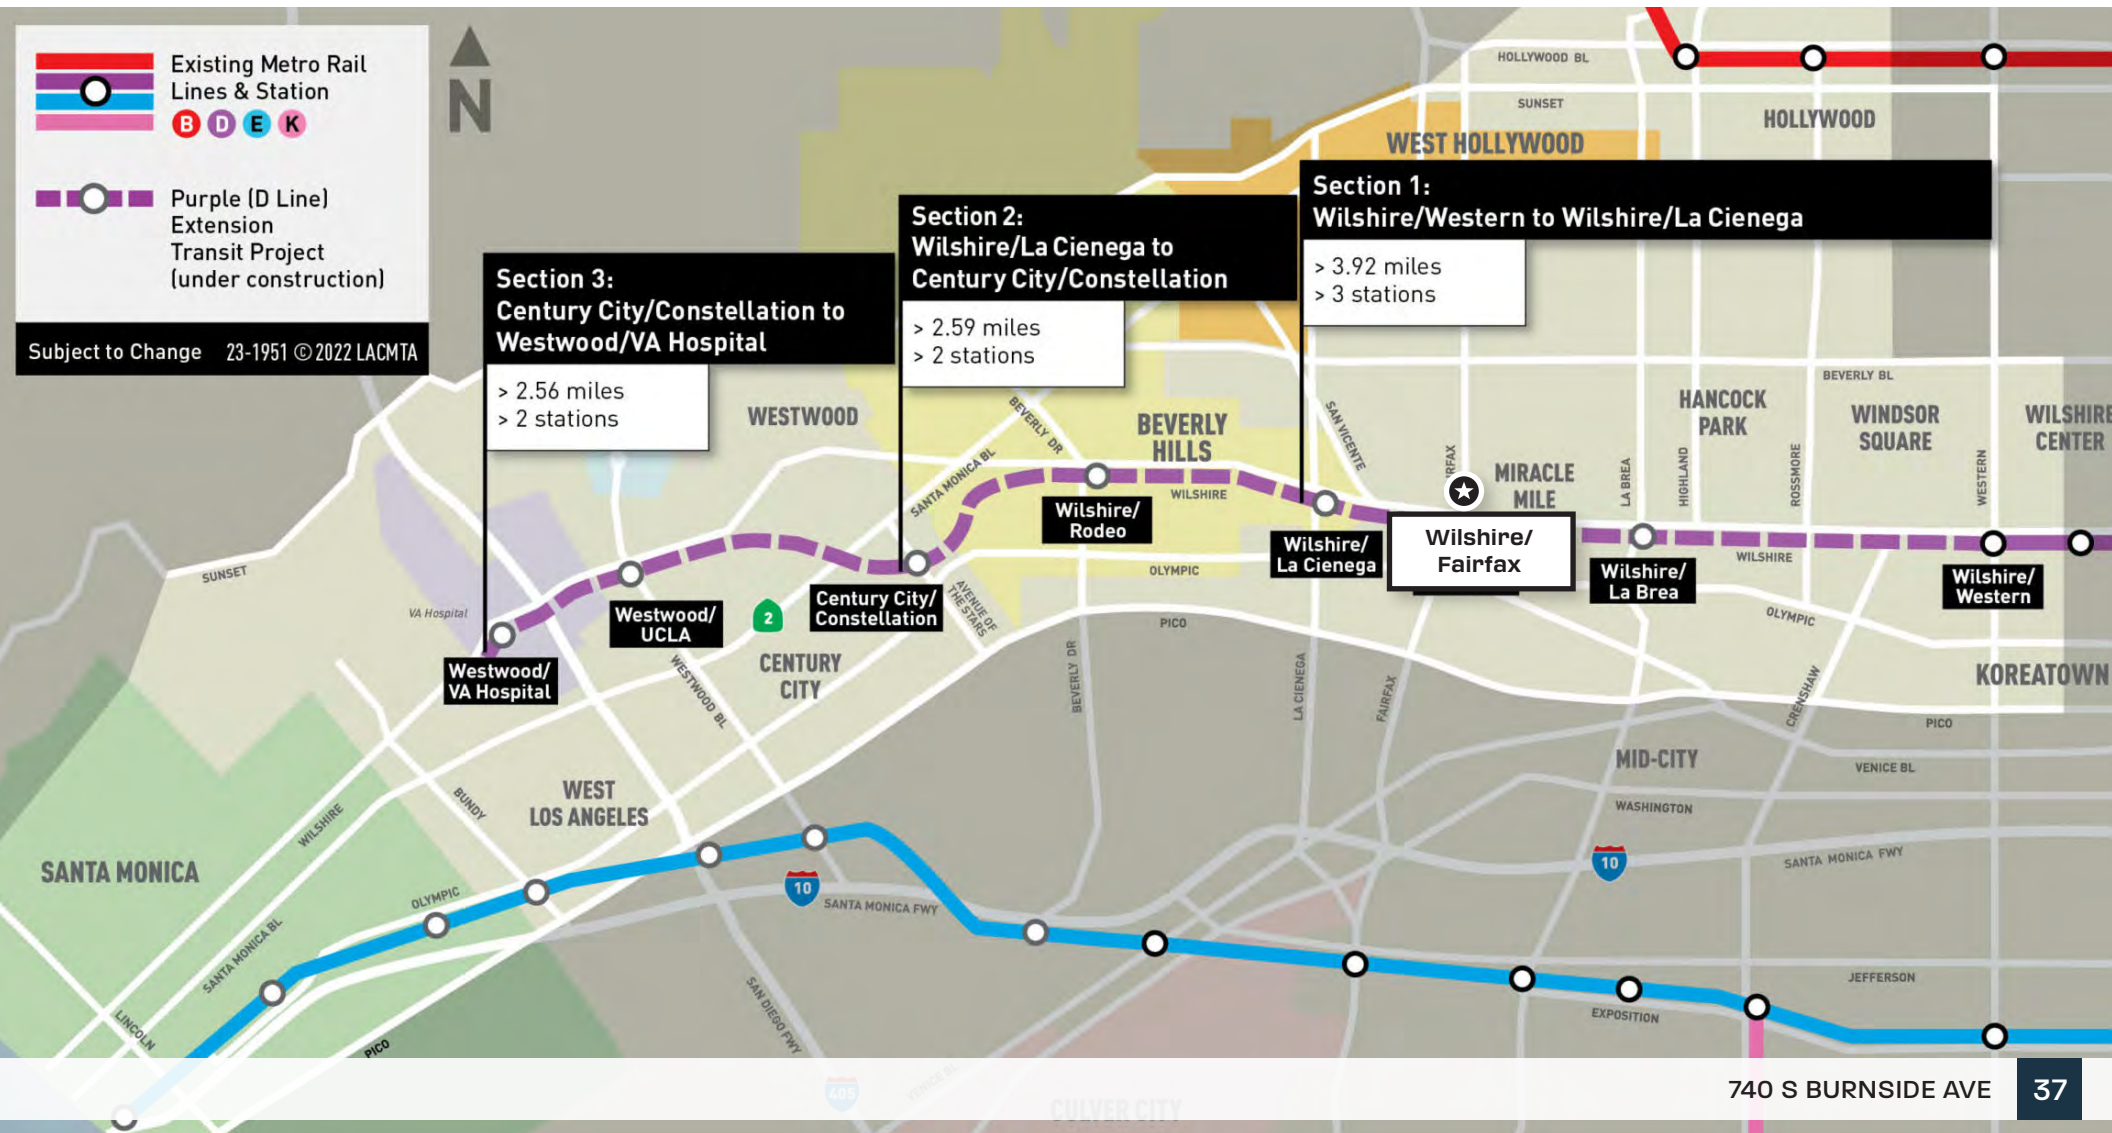 Existing Metro Rail
Lines & Station
B D E K
Purple (D Line)
Extension
Transit Project
(under construction)
Subject to Change 23-1951 © 2022 LACMTA
N
HOLLYWOOD BL
SUNSET
HOLLYWOOD
WEST HOLLYWOOD
Section 1:
Wilshire/Western to Wilshire/La Cienega
> 3.92 miles
> 3 stations
Section 2:
Wilshire/La Cienega to
Century City/Constellation
> 2.59 miles
> 2 stations
Section 3:
Century City/Constellation to
Westwood/VA Hospital
> 2.56 miles
> 2 stations
BEVERLY BL
WESTWOOD
BEVERLY DR
BEVERLY
HILLS
SAN VICENTE
HANCOCK
PARK
WINDSOR
SQUARE
WILSHIRE
CENTER
SANTA MONICA BL
WILSHIRE
RFAX
MIRACLE
MILE
LA BREA
HIGHLAND
ROSSMORE
WESTERN
Wilshire/
Rodeo
Wilshire/
La Cienega
Wilshire/
Fairfax
Wilshire/
La Brea
WILSHIRE
Wilshire/
Western
SUNSET
VA Hospital
Westwood/
VA Hospital
Westwood/
UCLA
2
Century City/
Constellation
AVENUE OF
THE STARS
OLYMPIC
OLYMPIC
PICO
CENTURY
CITY
WESTWOOD BL
BEVERLY DR
LA CIENEGA
FAIRFAX
CRENSHAW
KOREATOWN
PICO
MID-CITY
VENICE BL
WASHINGTON
WEST
LOS ANGELES
BUNDY
WILSHIRE
SANTA MONICA
OLYMPIC
10
SANTA MONICA FWY
10
SANTA MONICA FWY
SANTA MONICA BL
SAN DIEGO FWY
JEFFERSON
EXPOSITION
LINCOLN
PICO
405
VENICE BL
CULVER CITY
740 S BURNSIDE AVE 37